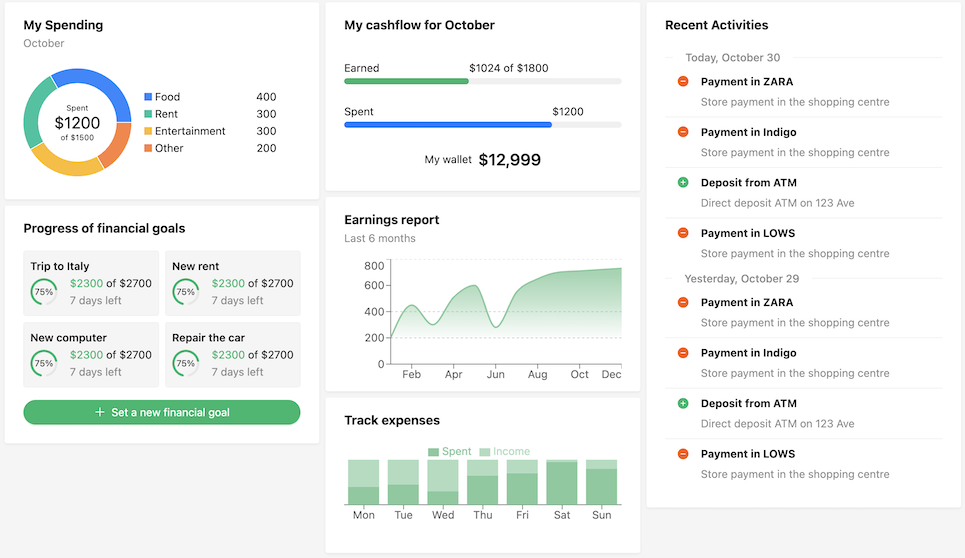 My Spending
October
Spent
$1200
of $1500
Food 400
Rent 300
Entertainment 300
Other 200
Progress of financial goals
Trip to Italy
75%
$2300 of $2700
7 days left
New rent
75%
$2300 of $2700
7 days left
New computer
75%
$2300 of $2700
7 days left
Repair the car
75%
$2300 of $2700
7 days left
+ Set a new financial goal
My cashflow for October
Earned $1024 of $1800
Spent $1200
My wallet $12,999
Earnings report
Last 6 months
800
600
400
200
0
Feb Apr Jun Aug Oct Dec
Track expenses
Spent Income
Mon Tue Wed Thu Fri Sat Sun
Recent Activities
Today, October 30
Payment in ZARA
Store payment in the shopping centre
Payment in Indigo
Store payment in the shopping centre
Deposit from ATM
Direct deposit ATM on 123 Ave
Payment in LOWS
Store payment in the shopping centre
Yesterday, October 29
Payment in ZARA
Store payment in the shopping centre
Payment in Indigo
Store payment in the shopping centre
Deposit from ATM
Direct deposit ATM on 123 Ave
Payment in LOWS
Store payment in the shopping centre